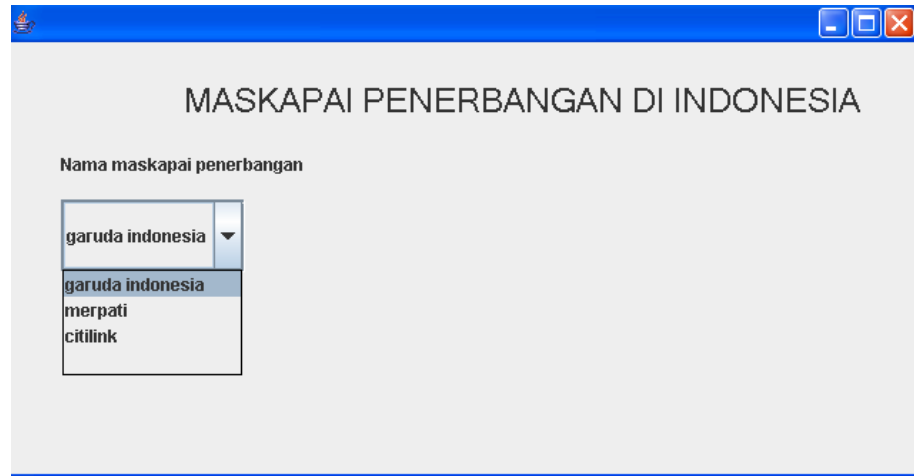 MASKAPAI PENERBANGAN DI INDONESIA
Nama maskapai penerbangan
garuda indonesia
garuda indonesia
merpati
citilink